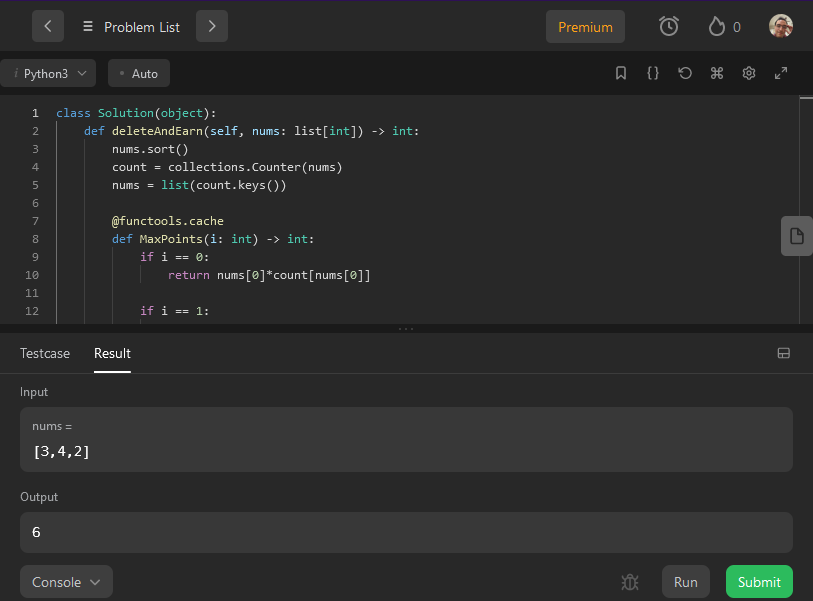 Problem List
Premium
0
i Python3
Auto
{}
1 class Solution(object):
2 def deleteAndEarn(self, nums: list[int]) -> int:
3 nums.sort()
4 count = collections.Counter(nums)
5 nums = list(count.keys())
6
7 @functools.cache
8 def MaxPoints(i: int) -> int:
9 if i == 0:
10 return nums[0]*count[nums[0]]
11
12 if i == 1:
Testcase
Result
Input
nums =
[3,4,2]
Output
6
Console
Run
Submit